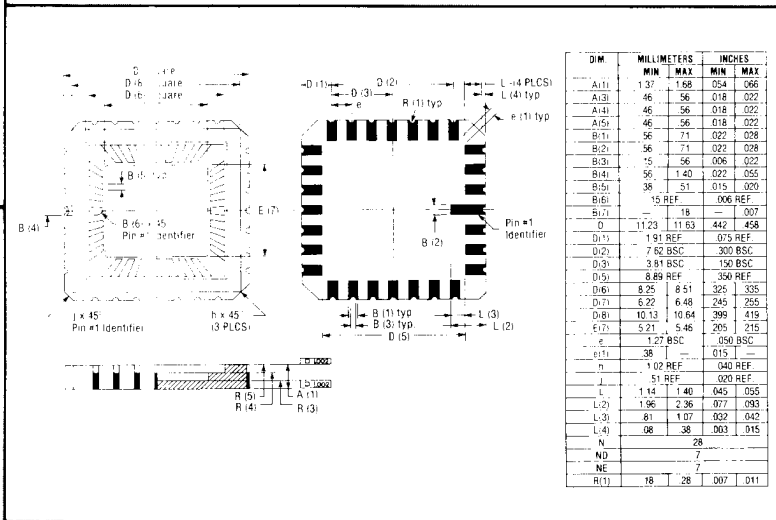 D (1)
D (2)
L (4 PLCS)
D (3)
L (4) typ
e
R (1) typ
e (1) typ
B (5) typ
E (7)
B (4)
B (6) x 45
Pin #1 Identifier
B (2)
Pin #1
Identifier
j x 45°
Pin #1 Identifier
h x 45°
(3 PLCS)
B (1) typ
B (3) typ.
L (3)
L (2)
D (5)
R (5)
R (4)
A (1)
R (3)
DIM. MILLIMETERS INCHES
MIN MAX MIN MAX
A(1) 1.37 1.68 .054 .066
A(3) .46 .56 .018 .022
A(4) .46 .56 .018 .022
A(5) .46 .56 .018 .022
B(1) .56 .71 .022 .028
B(2) .56 .71 .022 .028
B(3) .15 .56 .006 .022
B(4) .56 1.40 .022 .055
B(5) .38 .51 .015 .020
B(6) .15 REF. .006 REF.
B(7) — .18 — .007
D 11.23 11.63 .442 .458
D(1) 1.91 REF .075 REF.
D(2) 7.62 BSC .300 BSC
D(3) 3.81 BSC .150 BSC
D(5) 8.89 REF .350 REF
D(6) 8.25 8.51 .325 .335
D(7) 6.22 6.48 .245 .255
D(8) 10.13 10.64 .399 .419
E(7) 5.21 5.46 .205 .215
e 1.27 BSC .050 BSC
e(1) .38 — .015 —
h 1.02 REF .040 REF.
j .51 REF .020 REF.
L 1.14 1.40 .045 .055
L(2) 1.96 2.36 .077 .093
L(3) .81 1.07 .032 .042
L(4) .08 .38 .003 .015
N 28
ND 7
NE 7
R(1) .18 .28 .007 .011